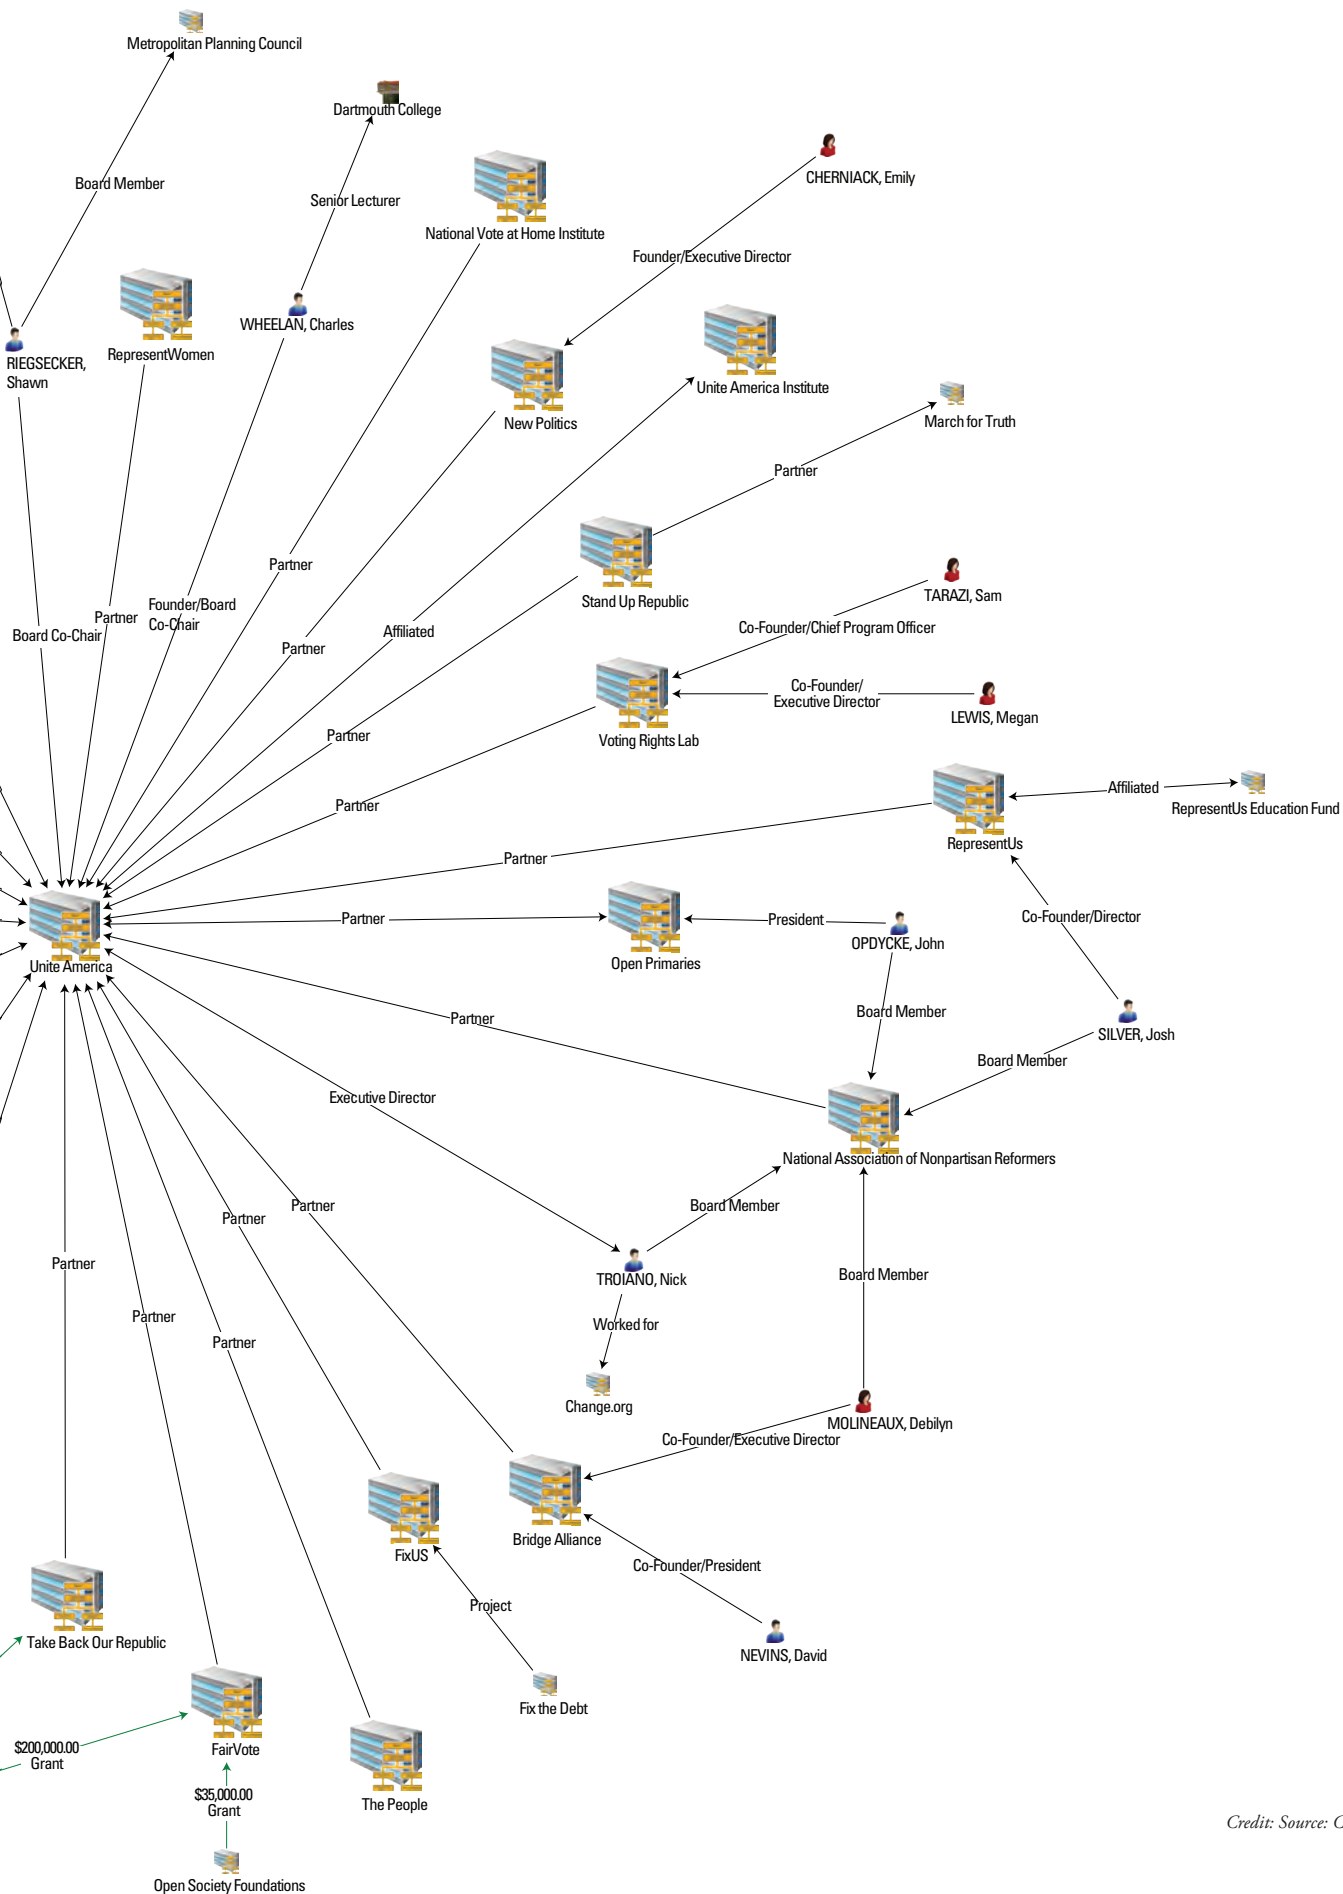 Metropolitan Planning Council
Dartmouth College
Board Member
CHERNIACK, Emily
Senior Lecturer
National Vote at Home Institute
Founder/Executive Director
WHEELAN, Charles
RepresentWomen
RIEGSECKER,
Shawn
Unite America Institute
New Politics
March for Truth
Partner
Partner
Stand Up Republic
TARAZI, Sam
Founder/Board
Co-Chair
Partner
Board Co-Chair
Affiliated
Partner
Co-Founder/Chief Program Officer
Co-Founder/
Executive Director
LEWIS, Megan
Partner
Voting Rights Lab
Affiliated
Partner
RepresentUs Education Fund
RepresentUs
Partner
Partner
President
Co-Founder/Director
OPDYCKE, John
Open Primaries
Unite America
Board Member
Partner
SILVER, Josh
Board Member
Executive Director
National Association of Nonpartisan Reformers
Board Member
Partner
Partner
Partner
Board Member
TROIANO, Nick
Partner
Worked for
Partner
Change.org
MOLINEAUX, Debilyn
Co-Founder/Executive Director
Bridge Alliance
FixUS
Co-Founder/President
Project
Take Back Our Republic
NEVINS, David
Fix the Debt
$200,000.00
Grant
FairVote
$35,000.00
Grant
The People
Credit: Source: C
Open Society Foundations